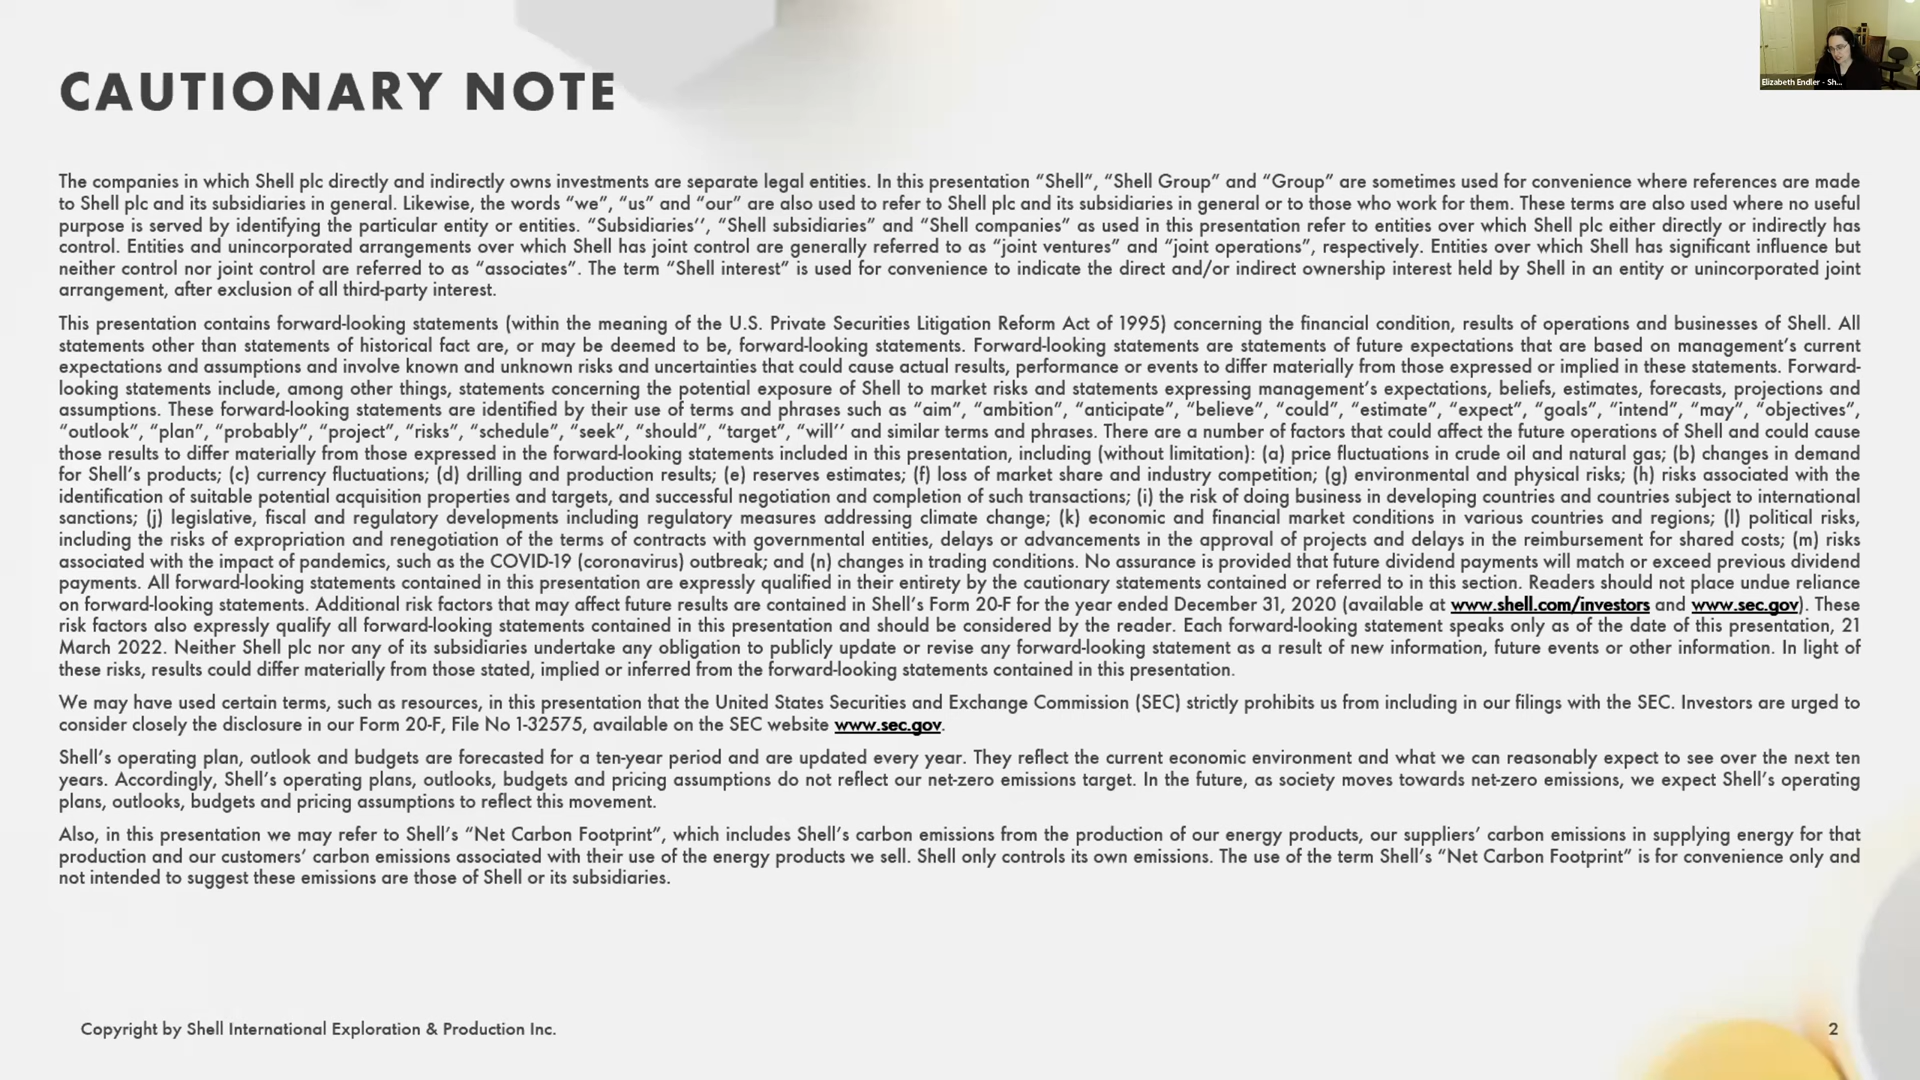 CAUTIONARY NOTE
Elizabeth Endler - Sh...
The companies in which Shell plc directly and indirectly owns investments are separate legal entities. In this presentation “Shell”, “Shell Group” and “Group” are sometimes used for convenience where references are made
to Shell plc and its subsidiaries in general. Likewise, the words “we”, “us” and “our” are also used to refer to Shell plc and its subsidiaries in general or to those who work for them. These terms are also used where no useful
purpose is served by identifying the particular entity or entities. “Subsidiaries’’, “Shell subsidiaries” and “Shell companies” as used in this presentation refer to entities over which Shell plc either directly or indirectly has
control. Entities and unincorporated arrangements over which Shell has joint control are generally referred to as “joint ventures” and “joint operations”, respectively. Entities over which Shell has significant influence but
neither control nor joint control are referred to as “associates”. The term “Shell interest” is used for convenience to indicate the direct and/or indirect ownership interest held by Shell in an entity or unincorporated joint
arrangement, after exclusion of all third-party interest.
This presentation contains forward-looking statements (within the meaning of the U.S. Private Securities Litigation Reform Act of 1995) concerning the financial condition, results of operations and businesses of Shell. All
statements other than statements of historical fact are, or may be deemed to be, forward-looking statements. Forward-looking statements are statements of future expectations that are based on management’s current
expectations and assumptions and involve known and unknown risks and uncertainties that could cause actual results, performance or events to differ materially from those expressed or implied in these statements. Forward-
looking statements include, among other things, statements concerning the potential exposure of Shell to market risks and statements expressing management’s expectations, beliefs, estimates, forecasts, projections and
assumptions. These forward-looking statements are identified by their use of terms and phrases such as “aim”, “ambition”, “anticipate”, “believe”, “could”, “estimate”, “expect”, “goals”, “intend”, “may”, “objectives”,
“outlook”, “plan”, “probably”, “project”, “risks”, “schedule”, “seek”, “should”, “target”, “will’’ and similar terms and phrases. There are a number of factors that could affect the future operations of Shell and could cause
those results to differ materially from those expressed in the forward-looking statements included in this presentation, including (without limitation): (a) price fluctuations in crude oil and natural gas; (b) changes in demand
for Shell’s products; (c) currency fluctuations; (d) drilling and production results; (e) reserves estimates; (f) loss of market share and industry competition; (g) environmental and physical risks; (h) risks associated with the
identification of suitable potential acquisition properties and targets, and successful negotiation and completion of such transactions; (i) the risk of doing business in developing countries and countries subject to international
sanctions; (j) legislative, fiscal and regulatory developments including regulatory measures addressing climate change; (k) economic and financial market conditions in various countries and regions; (l) political risks,
including the risks of expropriation and renegotiation of the terms of contracts with governmental entities, delays or advancements in the approval of projects and delays in the reimbursement for shared costs; (m) risks
associated with the impact of pandemics, such as the COVID-19 (coronavirus) outbreak; and (n) changes in trading conditions. No assurance is provided that future dividend payments will match or exceed previous dividend
payments. All forward-looking statements contained in this presentation are expressly qualified in their entirety by the cautionary statements contained or referred to in this section. Readers should not place undue reliance
on forward-looking statements. Additional risk factors that may affect future results are contained in Shell’s Form 20-F for the year ended December 31, 2020 (available at www.shell.com/investors and www.sec.gov). These
risk factors also expressly qualify all forward-looking statements contained in this presentation and should be considered by the reader. Each forward-looking statement speaks only as of the date of this presentation, 21
March 2022. Neither Shell plc nor any of its subsidiaries undertake any obligation to publicly update or revise any forward-looking statement as a result of new information, future events or other information. In light of
these risks, results could differ materially from those stated, implied or inferred from the forward-looking statements contained in this presentation.
We may have used certain terms, such as resources, in this presentation that the United States Securities and Exchange Commission (SEC) strictly prohibits us from including in our filings with the SEC. Investors are urged to
consider closely the disclosure in our Form 20-F, File No 1-32575, available on the SEC website www.sec.gov.
Shell’s operating plan, outlook and budgets are forecasted for a ten-year period and are updated every year. They reflect the current economic environment and what we can reasonably expect to see over the next ten
years. Accordingly, Shell’s operating plans, outlooks, budgets and pricing assumptions do not reflect our net-zero emissions target. In the future, as society moves towards net-zero emissions, we expect Shell’s operating
plans, outlooks, budgets and pricing assumptions to reflect this movement.
Also, in this presentation we may refer to Shell’s “Net Carbon Footprint”, which includes Shell’s carbon emissions from the production of our energy products, our suppliers’ carbon emissions in supplying energy for that
production and our customers’ carbon emissions associated with their use of the energy products we sell. Shell only controls its own emissions. The use of the term Shell’s “Net Carbon Footprint” is for convenience only and
not intended to suggest these emissions are those of Shell or its subsidiaries.
Copyright by Shell International Exploration & Production Inc.
2